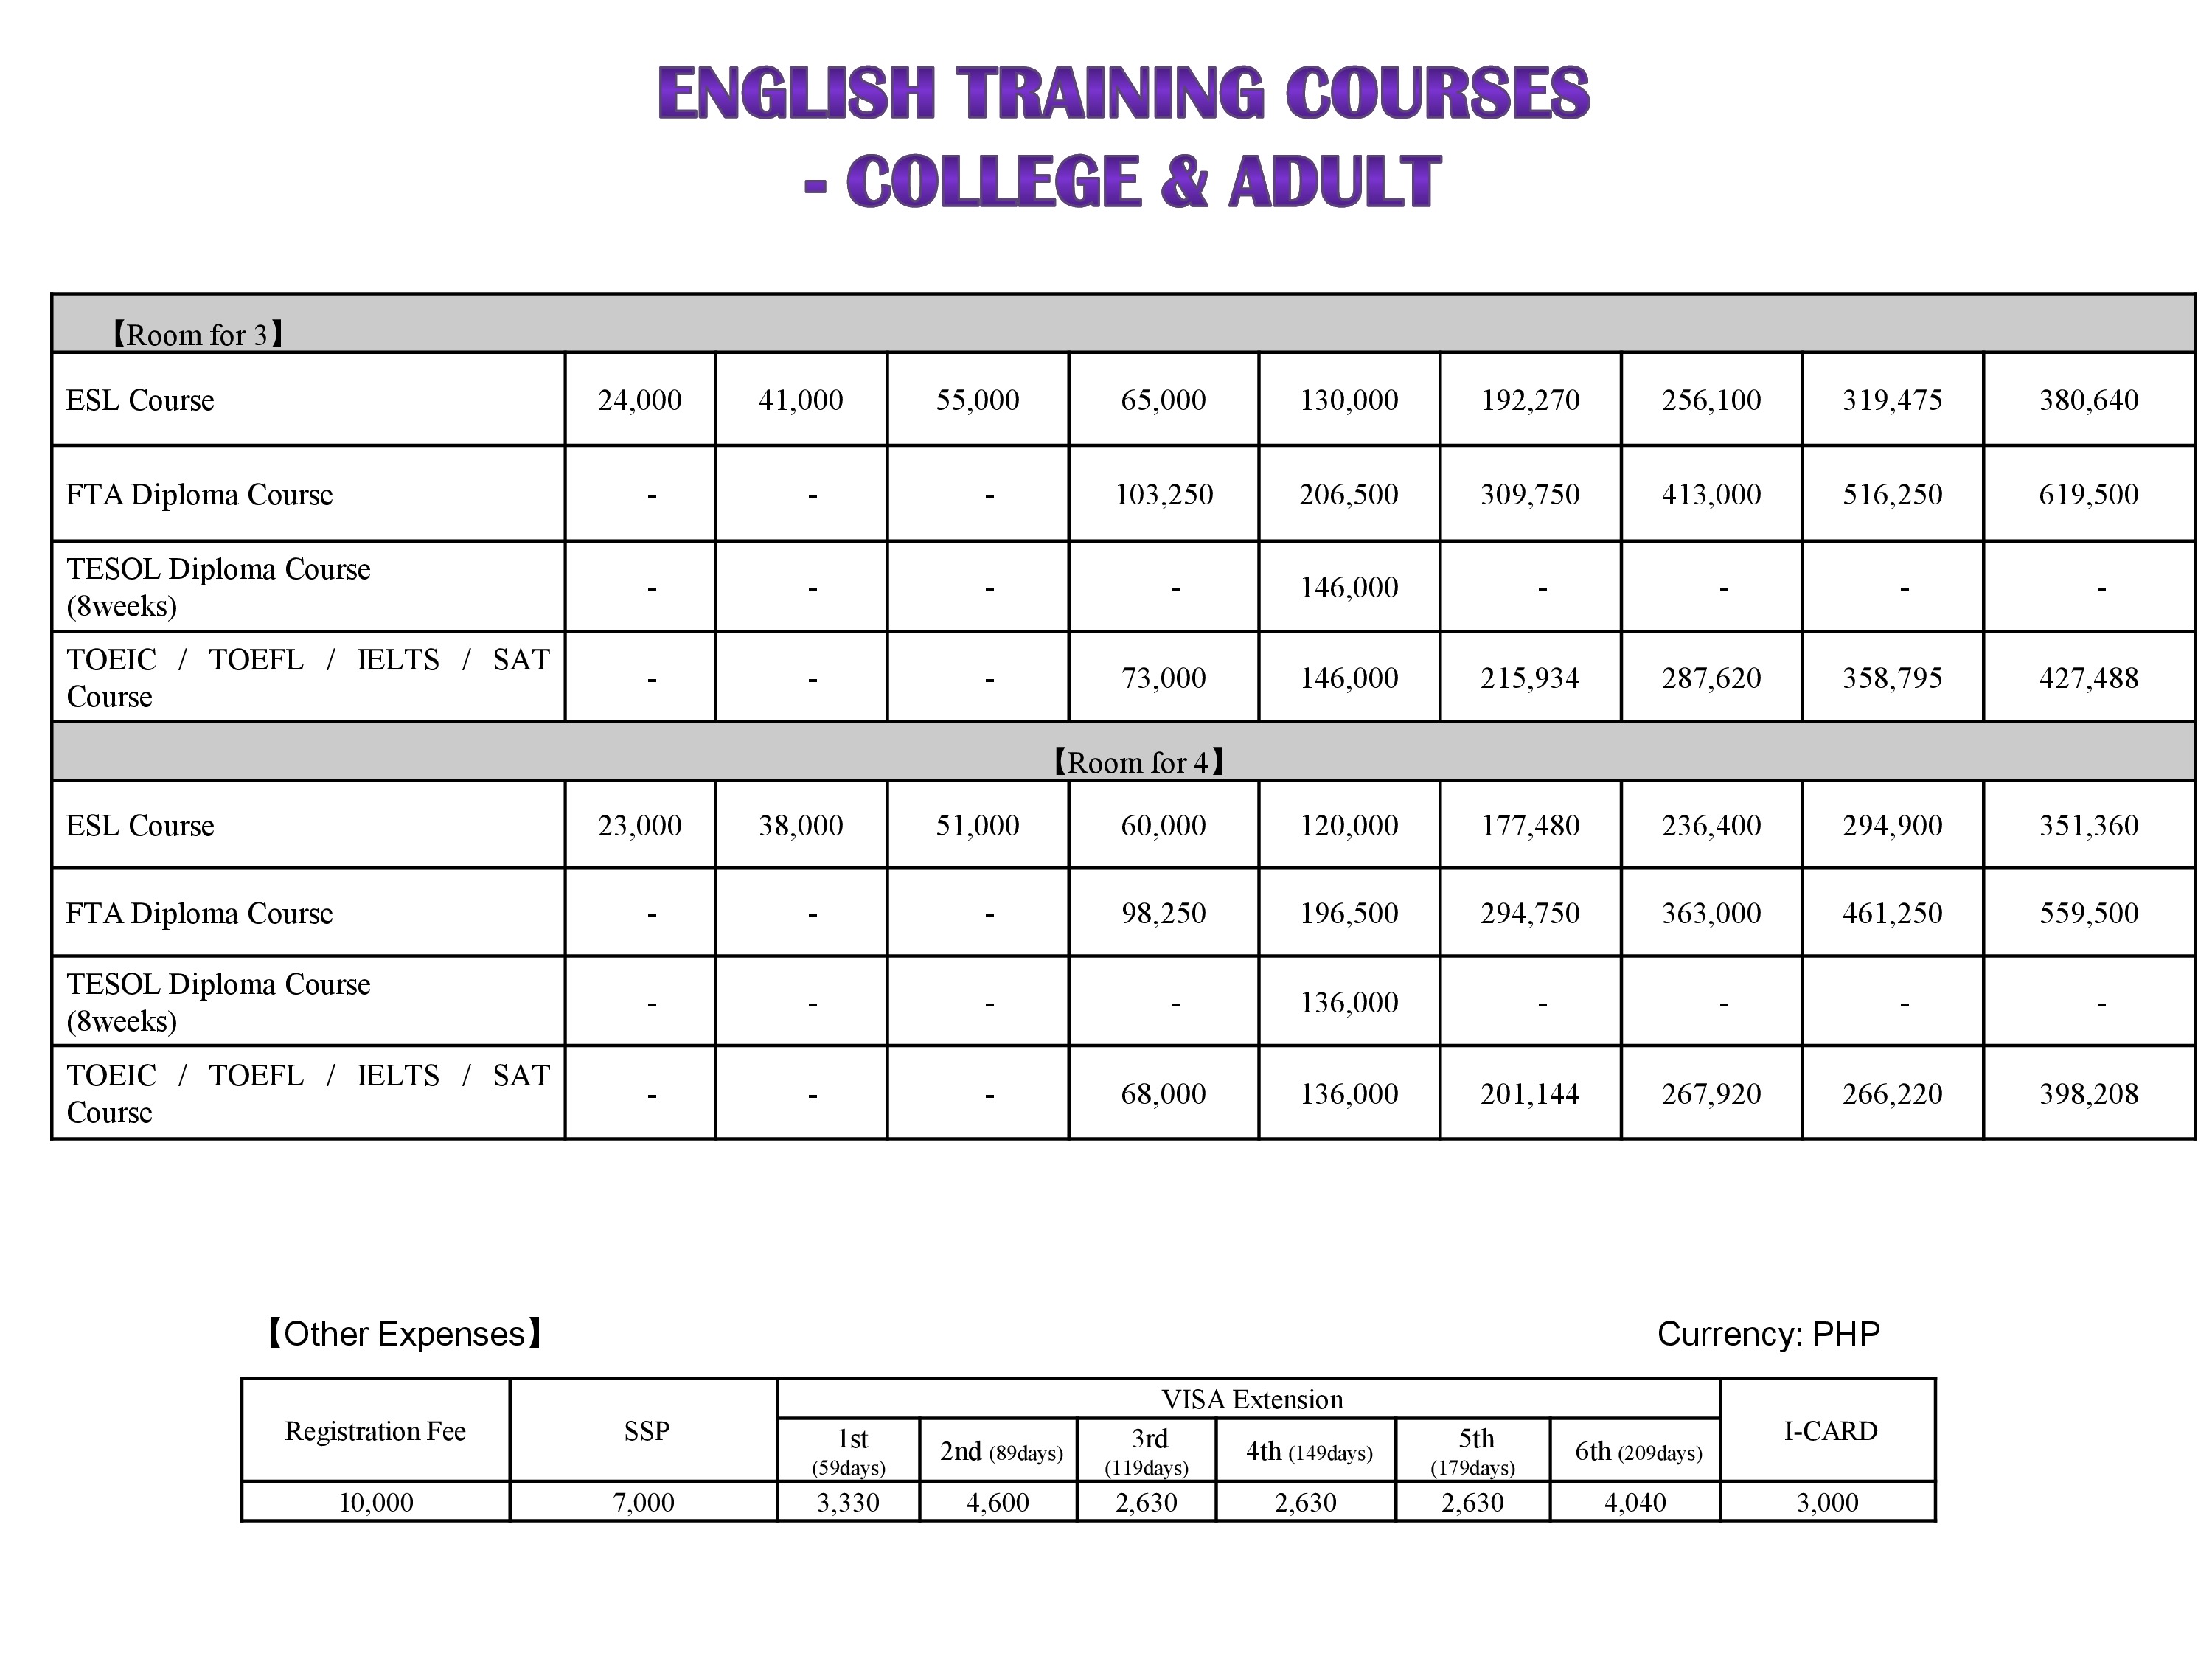 ENGLISH TRAINING COURSES
- COLLEGE & ADULT
【Room for 3】
ESL Course 24,000 41,000 55,000 65,000 130,000 192,270 256,100 319,475 380,640
FTA Diploma Course - - - 103,250 206,500 309,750 413,000 516,250 619,500
TESOL Diploma Course
(8weeks) - - - - 146,000 - - - -
TOEIC / TOEFL / IELTS / SAT
Course - - - 73,000 146,000 215,934 287,620 358,795 427,488
【Room for 4】
ESL Course 23,000 38,000 51,000 60,000 120,000 177,480 236,400 294,900 351,360
FTA Diploma Course - - - 98,250 196,500 294,750 363,000 461,250 559,500
TESOL Diploma Course
(8weeks) - - - - 136,000 - - - -
TOEIC / TOEFL / IELTS / SAT
Course - - - 68,000 136,000 201,144 267,920 266,220 398,208
【Other Expenses】 Currency: PHP
Registration Fee SSP VISA Extension I-CARD
1st (59days) 2nd (89days) 3rd (119days) 4th (149days) 5th (179days) 6th (209days)
10,000 7,000 3,330 4,600 2,630 2,630 2,630 4,040 3,000